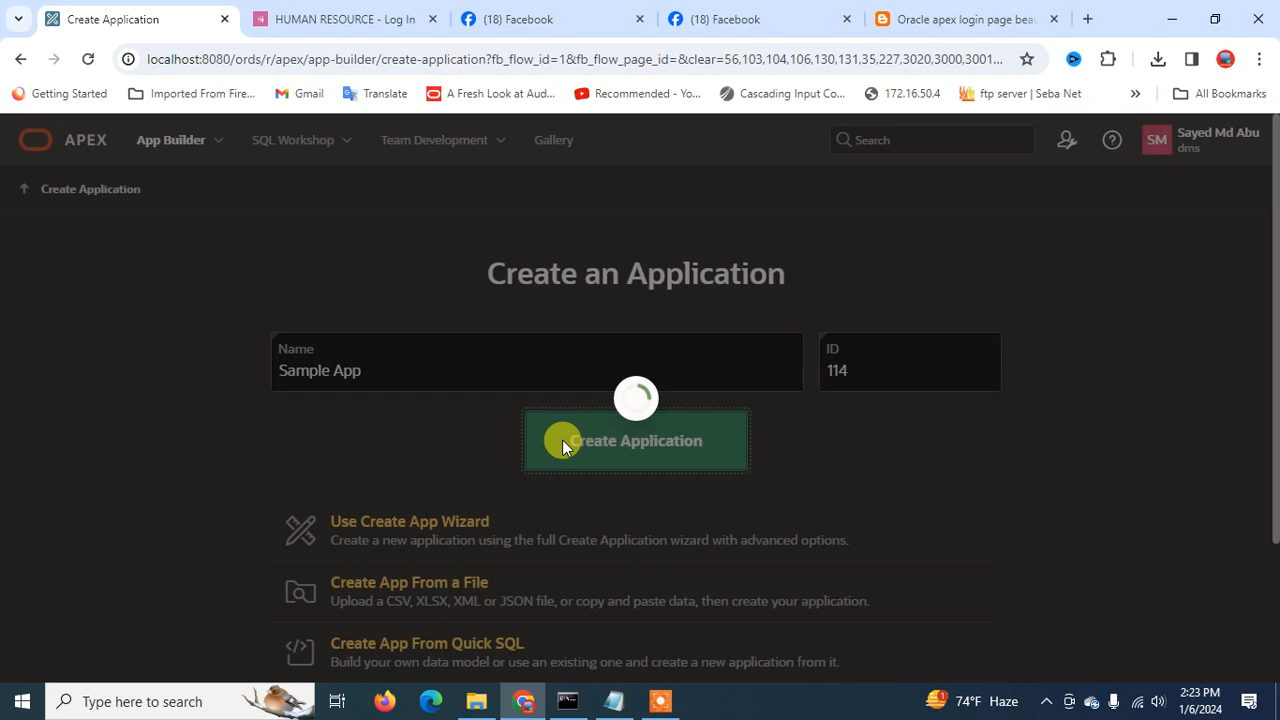 Create Application
HUMAN RESOURCE - Log In
(18) Facebook
(18) Facebook
Oracle apex login page beau
localhost:8080/ords/r/apex/app-builder/create-application?fb_flow_id=1&fb_flow_page_id=&clear=56,103,104,106,130,131,35,227,3020,3000,3001...
Getting Started
Imported From Fire...
Gmail
Translate
A Fresh Look at Aud...
Recommended - Yo...
Cascading Input Co...
172.16.50.4
ftp server | Seba Net
All Bookmarks
APEX
App Builder
SQL Workshop
Team Development
Gallery
Search
SM
Sayed Md Abu
dms
Create Application
Create an Application
Name
Sample App
ID
114
Create Application
Use Create App Wizard
Create a new application using the full Create Application wizard with advanced options.
Create App From a File
Upload a CSV, XLSX, XML or JSON file, or copy and paste data, then create your application.
Create App From Quick SQL
Build your own data model or use an existing one and create a new application from it.
Type here to search
74°F Haze
2:23 PM
1/6/2024